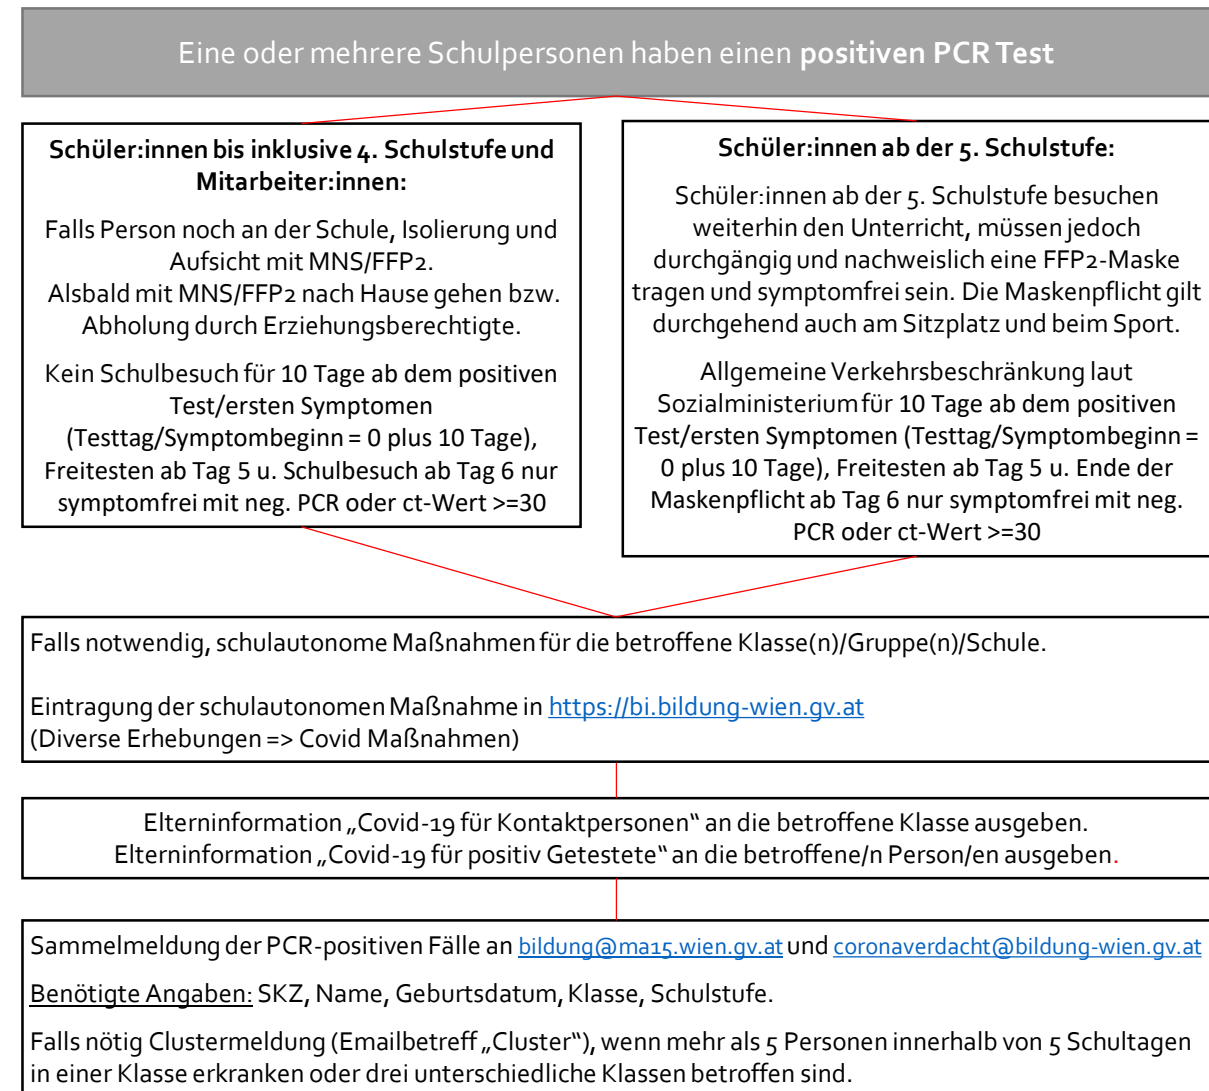 Eine oder mehrere Schulpersonen haben einen positiven PCR Test
Schüler:innen bis inklusive 4. Schulstufe und
Mitarbeiter:innen:
Falls Person noch an der Schule, Isolierung und
Aufsicht mit MNS/FFP2.
Alsbald mit MNS/FFP2 nach Hause gehen bzw.
Abholung durch Erziehungsberechtigte.
Kein Schulbesuch für 10 Tage ab dem positiven
Test/ersten Symptomen
(Testtag/Symptombeginn = 0 plus 10 Tage),
Freitesten ab Tag 5 u. Schulbesuch ab Tag 6 nur
symptomfrei mit neg. PCR oder ct-Wert >=30
Schüler:innen ab der 5. Schulstufe:
Schüler:innen ab der 5. Schulstufe besuchen
weiterhin den Unterricht, müssen jedoch
durchgängig und nachweislich eine FFP2-Maske
tragen und symptomfrei sein. Die Maskenpflicht gilt
durchgehend auch am Sitzplatz und beim Sport.
Allgemeine Verkehrsbeschränkung laut
Sozialministerium für 10 Tage ab dem positiven
Test/ersten Symptomen (Testtag/Symptombeginn =
0 plus 10 Tage), Freitesten ab Tag 5 u. Ende der
Maskenpflicht ab Tag 6 nur symptomfrei mit neg.
PCR oder ct-Wert >=30
Falls notwendig, schulautonome Maßnahmen für die betroffene Klasse(n)/Gruppe(n)/Schule.
Eintragung der schulautonomen Maßnahme in https://bi.bildung-wien.gv.at
(Diverse Erhebungen => Covid Maßnahmen)
Elterninformation „Covid-19 für Kontaktpersonen“ an die betroffene Klasse ausgeben.
Elterninformation „Covid-19 für positiv Getestete“ an die betroffene/n Person/en ausgeben.
Sammelmeldung der PCR-positiven Fälle an bildung@ma15.wien.gv.at und coronaverdacht@bildung-wien.gv.at
Benötigte Angaben: SKZ, Name, Geburtsdatum, Klasse, Schulstufe.
Falls nötig Clustermeldung (Emailbetreff „Cluster“), wenn mehr als 5 Personen innerhalb von 5 Schultagen
in einer Klasse erkranken oder drei unterschiedliche Klassen betroffen sind.